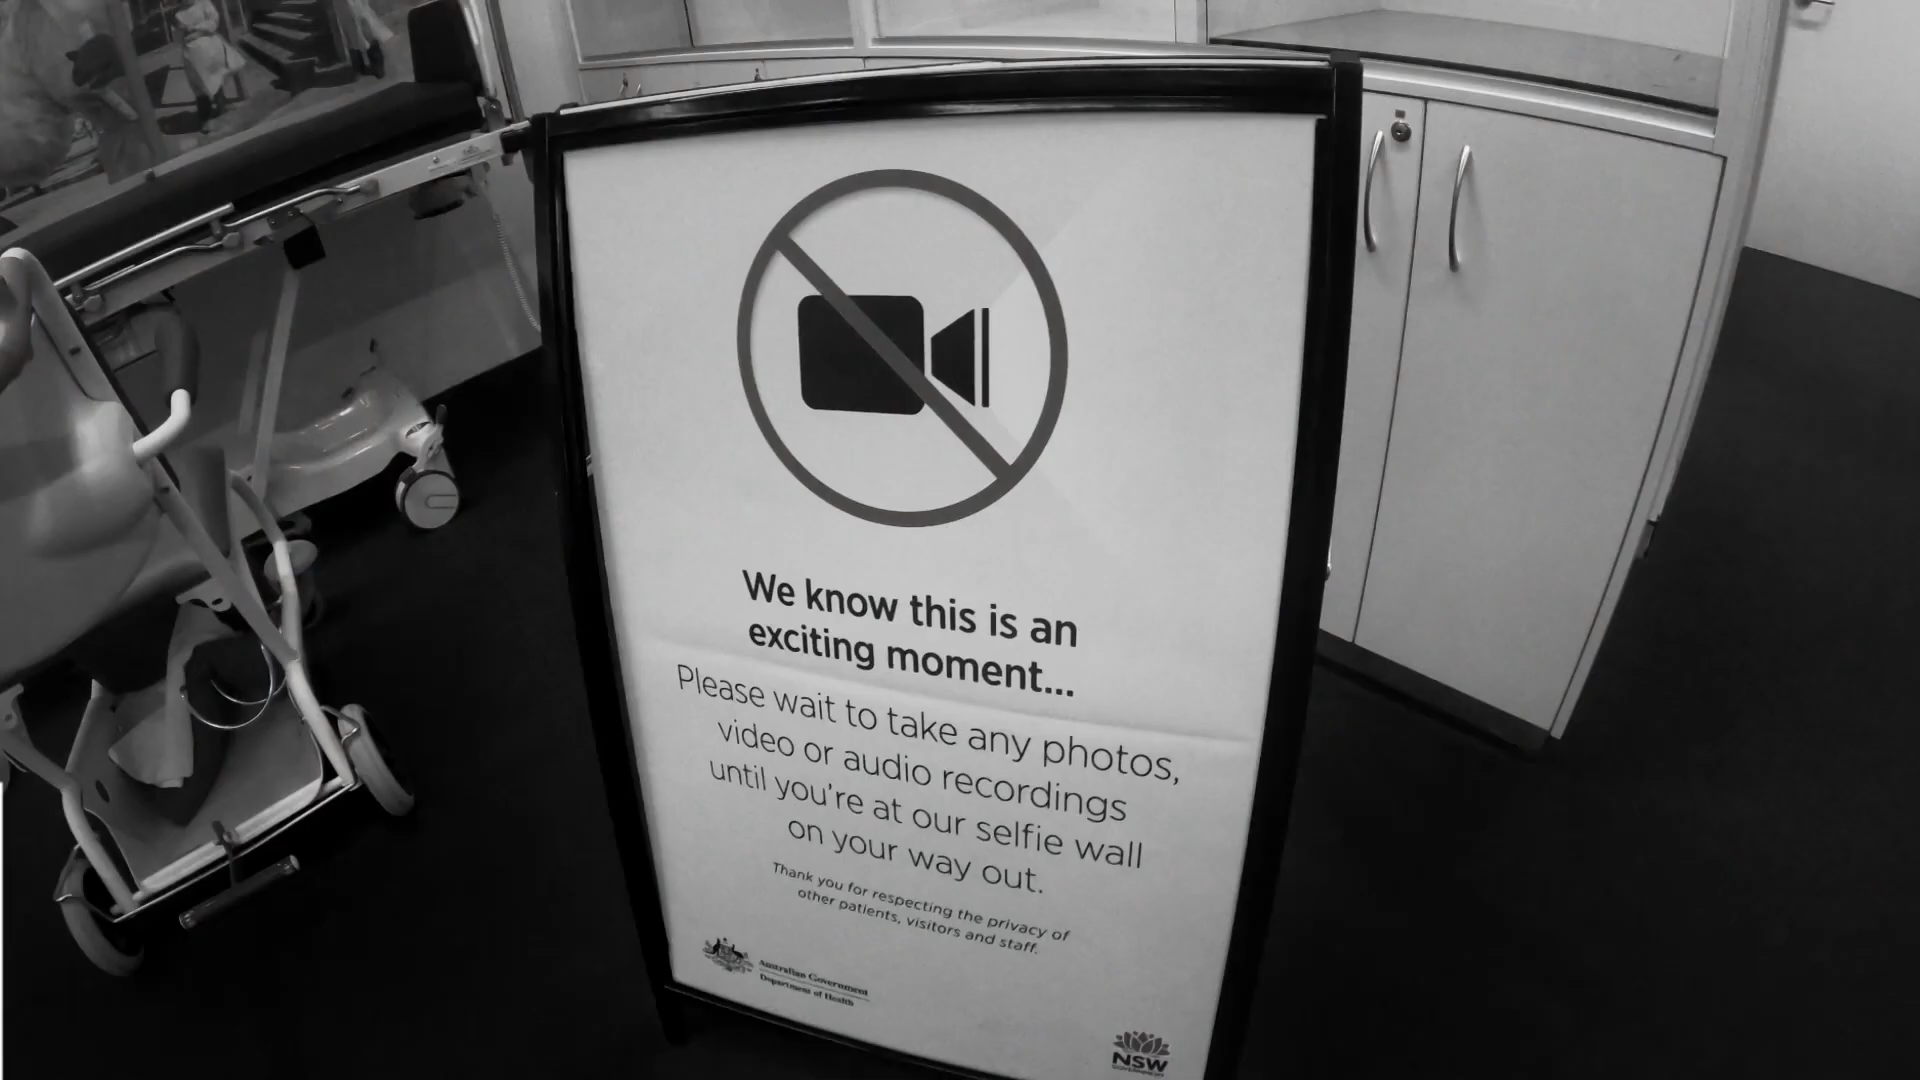 We know this is an
exciting moment...
Please wait to take any photos,
video or audio recordings
until you're at our selfie wall
on your way out.
Thank you for respecting the privacy of
other patients, visitors and staff.
Australian Government
Department of Health
NSW
GOVERNMENT